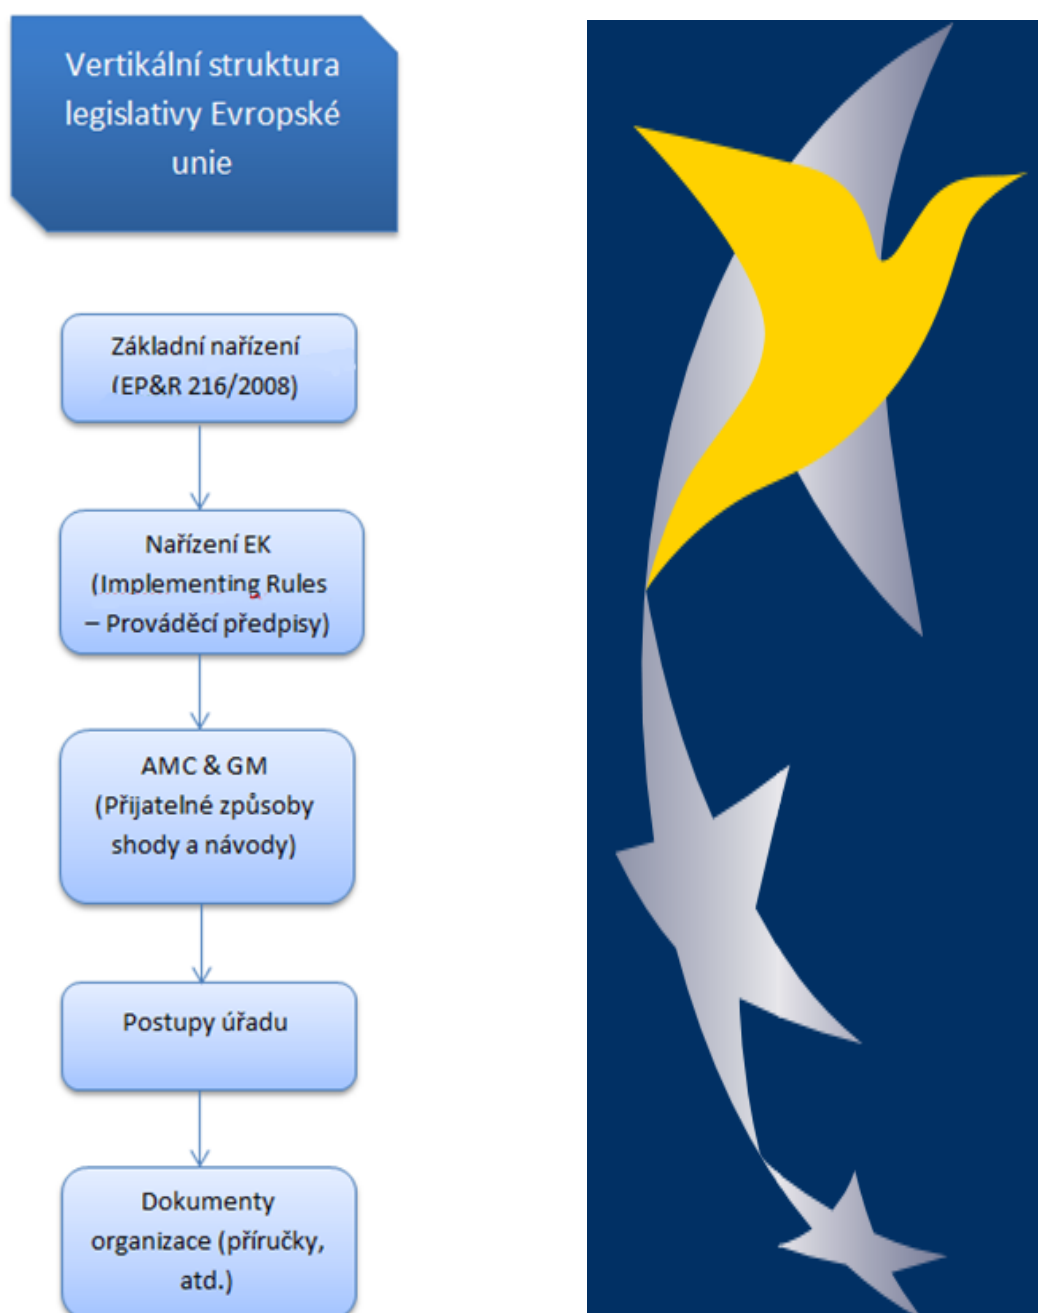 Vertikální struktura
legislativy Evropské
unie
Základní nařízení
(EP&R 216/2008)
Nařízení EK
(Implementing Rules
– Prováděcí předpisy)
AMC & GM
(Přijatelné způsoby
shody a návody)
Postupy úřadu
Dokumenty
organizace (příručky,
atd.)